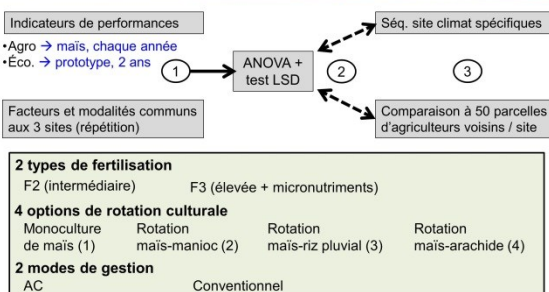 Indicateurs de performances
•Agro → maïs, chaque année
•Éco. → prototype, 2 ans
1
ANOVA +
test LSD
2
Séq. site climat spécifiques
3
Facteurs et modalités communs
aux 3 sites (répétition)
Comparaison à 50 parcelles
d'agriculteurs voisins / site
2 types de fertilisation
F2 (intermédiaire) F3 (élevée + micronutriments)
4 options de rotation culturale
Monoculture Rotation Rotation Rotation
de maïs (1) maïs-manioc (2) maïs-riz pluvial (3) maïs-arachide (4)
2 modes de gestion
AC Conventionnel